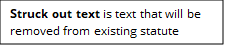 Struck out text is text that will be
removed from existing statute